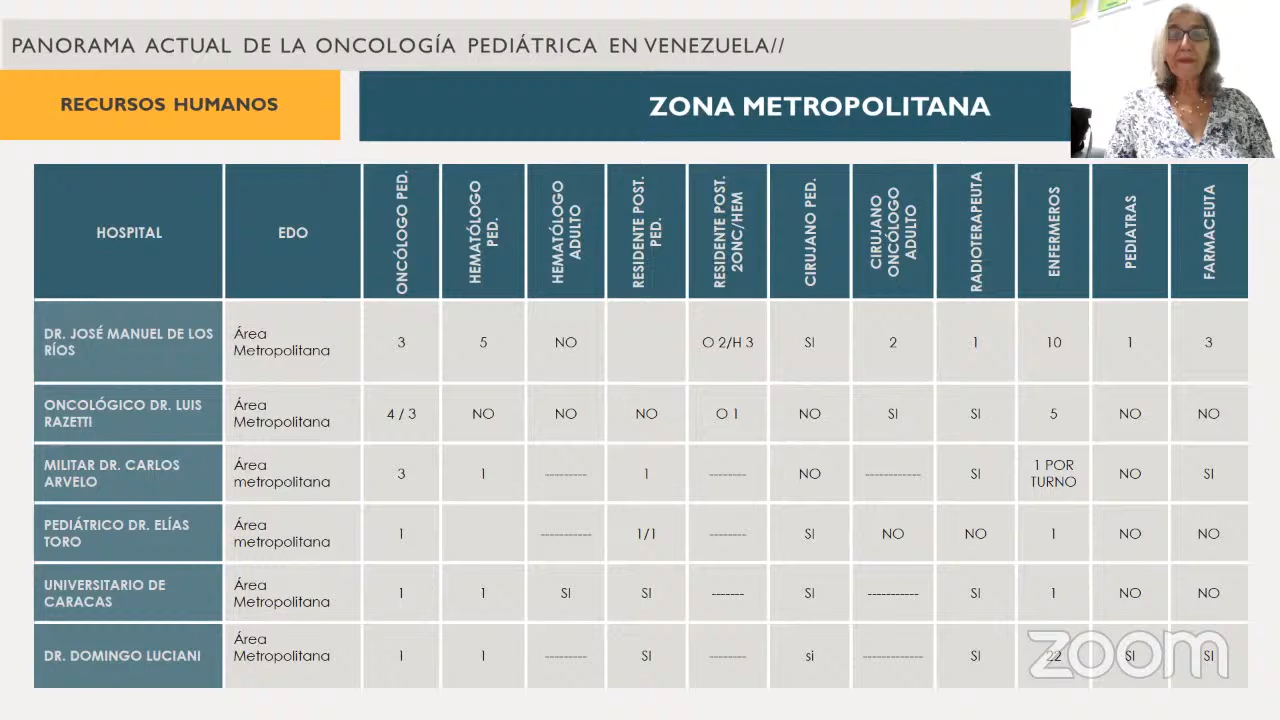 PANORAMA ACTUAL DE LA ONCOLOGÍA PEDIÁTRICA EN VENEZUELA//
RECURSOS HUMANOS
ZONA METROPOLITANA
HOSPITAL
EDO
ONCÓLOGO PED.
HEMATÓLOGO
PED.
HEMATÓLOGO
ADULTO
RESIDENTE POST.
PED.
RESIDENTE POST.
2ONC/HEM
CIRUJANO PED.
CIRUJANO
ONCÓLOGO
ADULTO
RADIOTERAPEUTA
ENFERMEROS
PEDIATRAS
FARMACEUTA
DR. JOSÉ MANUEL DE LOS
RÍOS
Área
Metropolitana
3
5
NO
O 2/H 3
SI
2
1
10
1
3
ONCOLÓGICO DR. LUIS
RAZETTI
Área
Metropolitana
4 / 3
NO
NO
NO
O 1
NO
SI
SI
5
NO
NO
MILITAR DR. CARLOS
ARVELO
Área
metropolitana
3
1
---------
1
--------
NO
------------
SI
1 POR
TURNO
NO
SI
PEDIÁTRICO DR. ELÍAS
TORO
Área
metropolitana
1
-----------
1/1
--------
SI
NO
NO
1
NO
NO
UNIVERSITARIO DE
CARACAS
Área
Metropolitana
1
1
SI
SI
-------
SI
-----------
SI
1
NO
NO
DR. DOMINGO LUCIANI
Área
Metropolitana
1
1
---------
SI
--------
si
-------------
SI
22
SI
SI
zoom